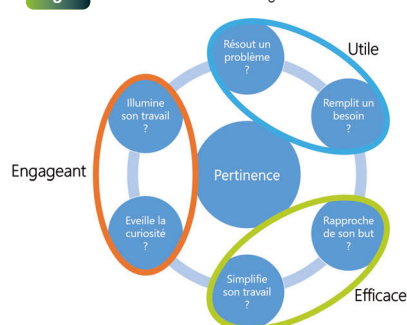 Résout un
problème
?
Utile
Remplit un
besoin
?
Illumine
son travail
?
Engageant
Pertinence
Eveille la
curiosité
?
Rapproche
de son but
?
Simplifie
son travail
?
Efficace